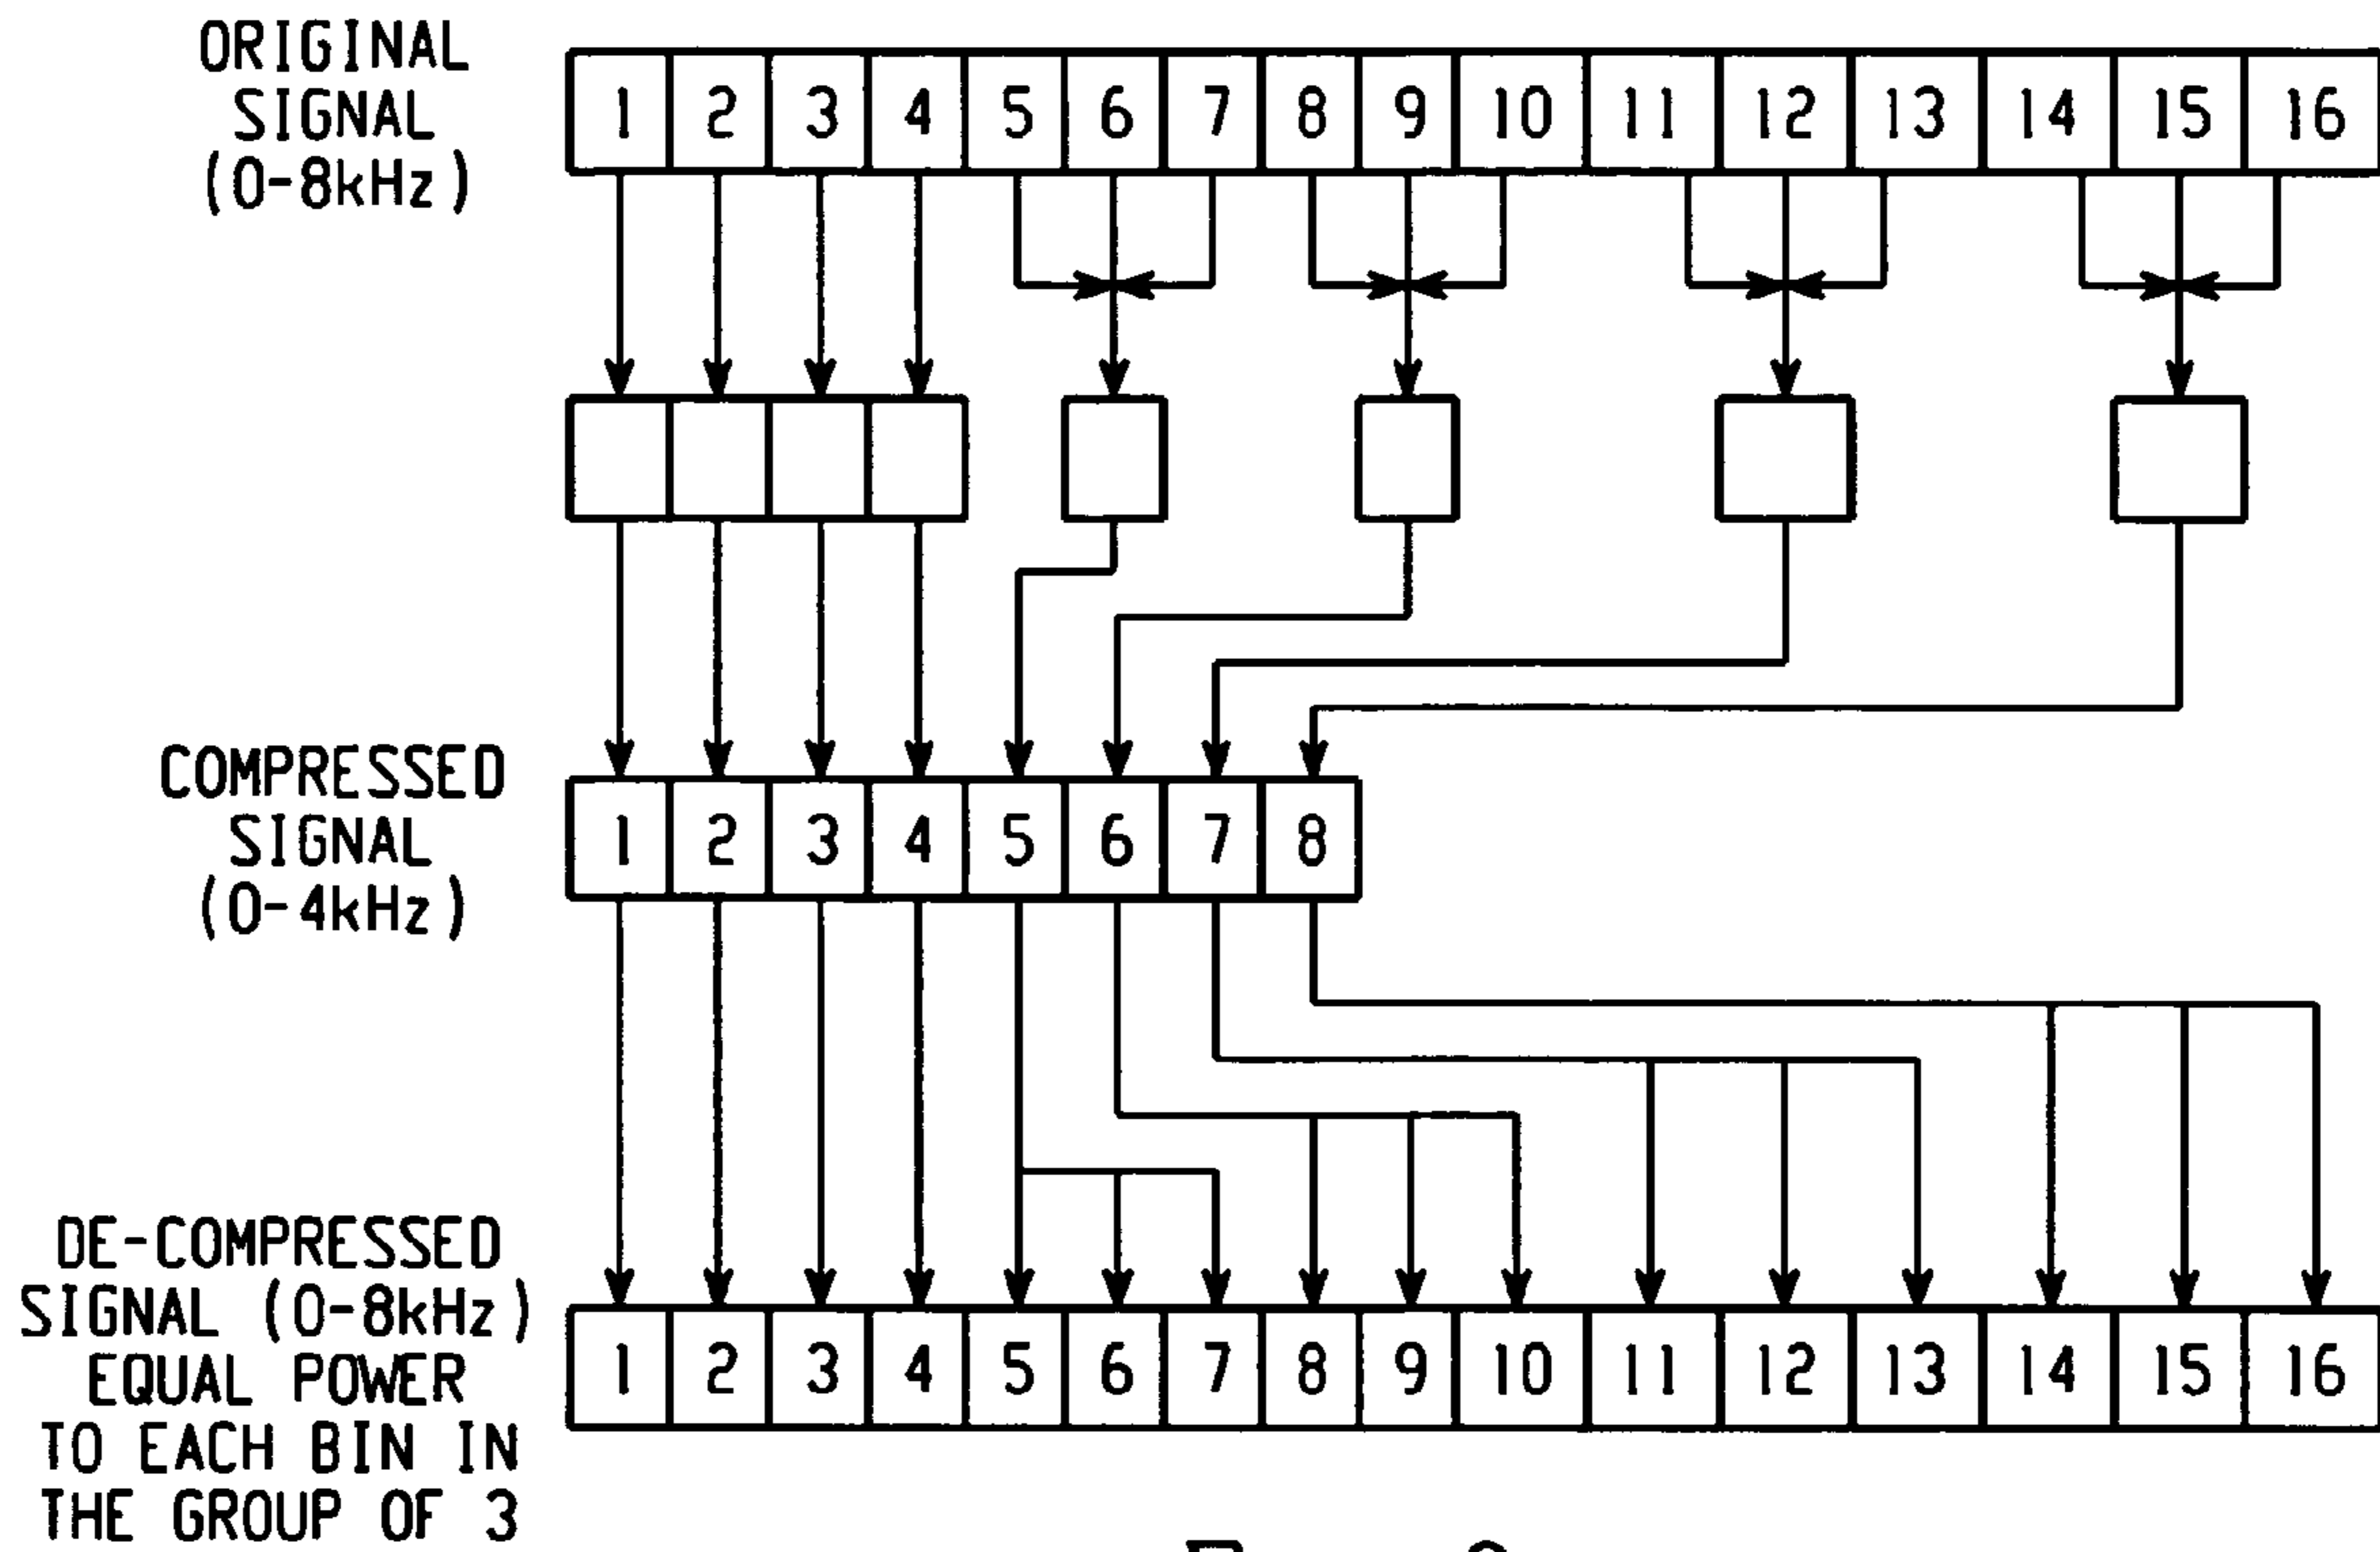 ORIGINAL
SIGNAL
(0-8kHz)
1 2 3 4 5 6 7 8 9 10 11 12 13 14 15 16
COMPRESSED
SIGNAL
(0-4kHz)
1 2 3 4 5 6 7 8
DE-COMPRESSED
SIGNAL (0-8kHz)
EQUAL POWER
TO EACH BIN IN
THE GROUP OF 3
1 2 3 4 5 6 7 8 9 10 11 12 13 14 15 16